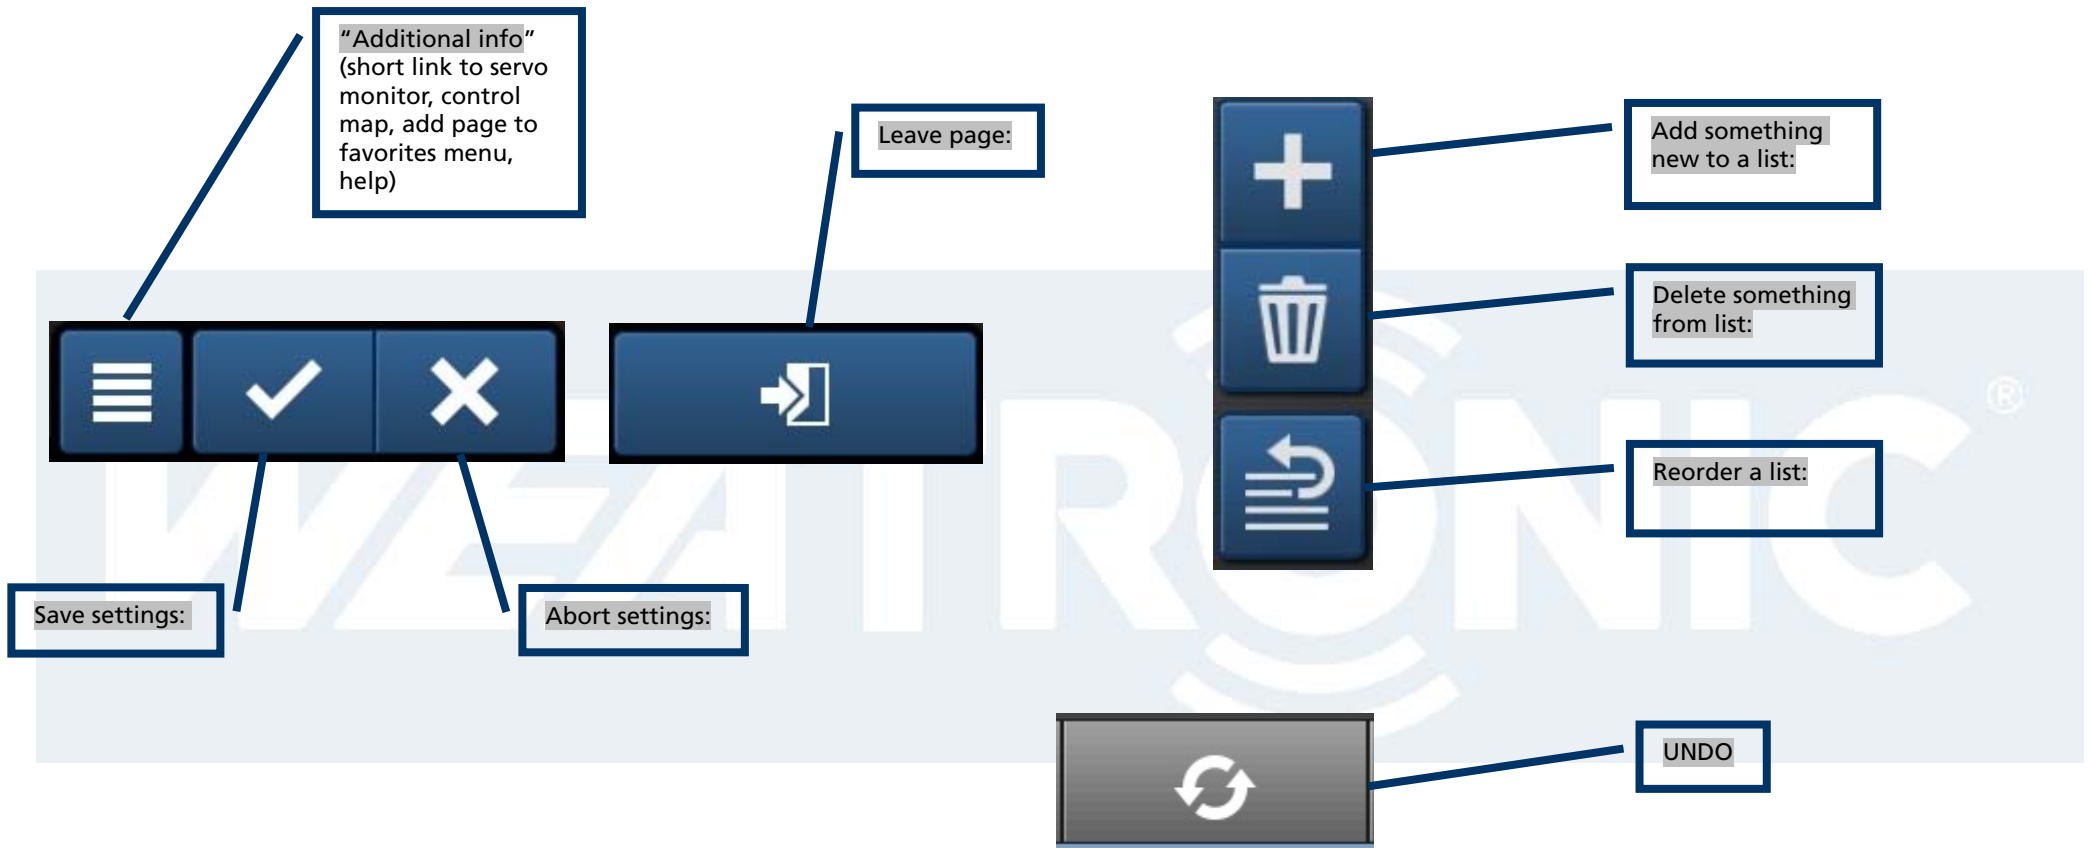 “Additional info”
(short link to servo
monitor, control
map, add page to
favorites menu,
help)
Leave page:
Add something
new to a list:
Delete something
from list:
Reorder a list:
Save settings:
Abort settings:
UNDO
WEATRONIC®